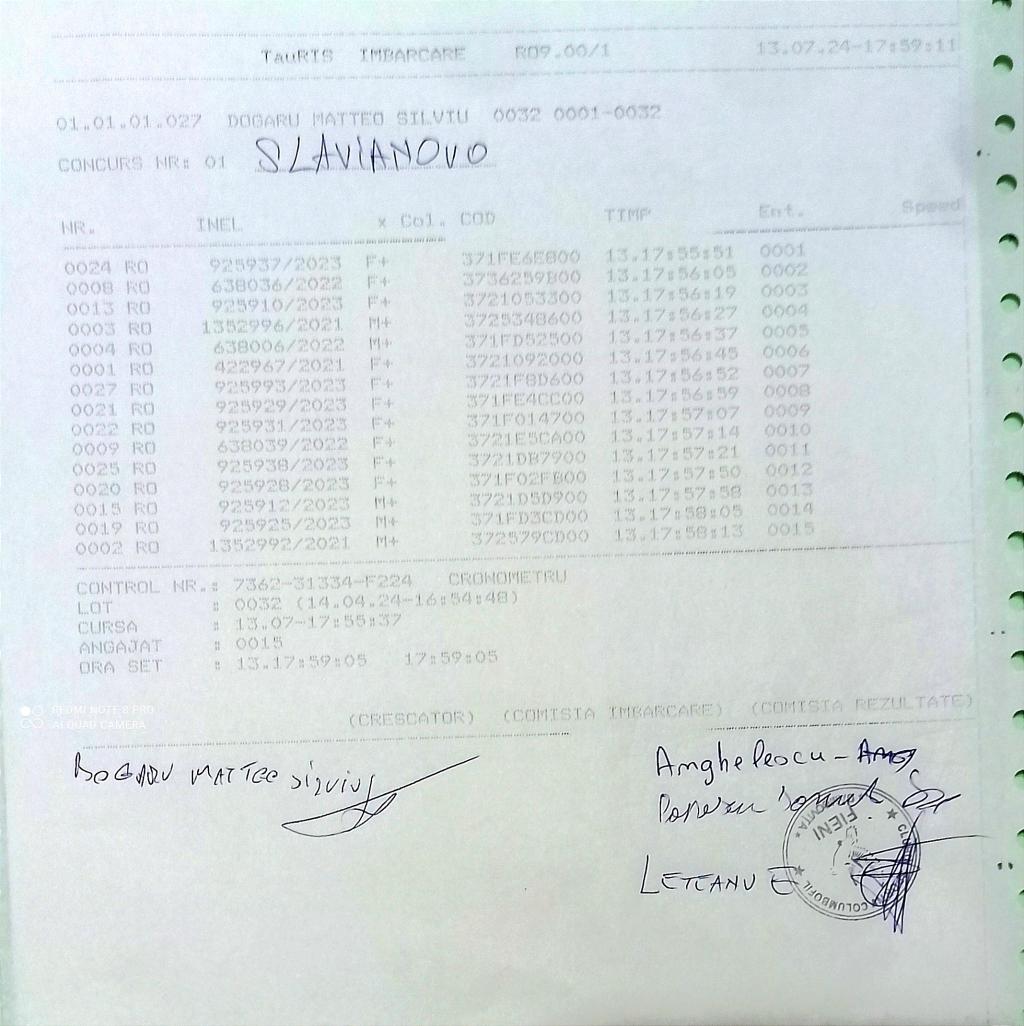 TauRIS IMBARCARE RO9.00/1 13.07.24-17:59:11
01.01.01.027 DOGARU MATTEO SILVIU 0032 0001-0032
CONCURS NR: 01 SLAVIANOVO
NR. INEL x Col. COD TIMP Ent. Speed
0024 RO 925937/2023 F+ 371FE6E800 13.17:55:51 0001
0008 RO 638036/2022 F+ 3736259B00 13.17:56:05 0002
0013 RO 925910/2023 F+ 3721053300 13.17:56:19 0003
0003 RO 1352996/2021 M+ 3725348600 13.17:56:27 0004
0004 RO 638006/2022 M+ 371FD52500 13.17:56:37 0005
0001 RO 422967/2021 F+ 3721092000 13.17:56:45 0006
0027 RO 925993/2023 F+ 3721F8D600 13.17:56:52 0007
0021 RO 925929/2023 F+ 371FE4CC00 13.17:56:59 0008
0022 RO 925931/2023 F+ 371F014700 13.17:57:07 0009
0009 RO 638039/2022 F+ 3721E5CA00 13.17:57:14 0010
0025 RO 925938/2023 F+ 3721DB7900 13.17:57:21 0011
0020 RO 925928/2023 F+ 371F02FB00 13.17:57:50 0012
0015 RO 925912/2023 M+ 3721D5D900 13.17:57:58 0013
0019 RO 925925/2023 M+ 371FD3CD00 13.17:58:05 0014
0002 RO 1352992/2021 M+ 372579CD00 13.17:58:13 0015
CONTROL NR.: 7362-31334-F224 CRONOMETRU
LOT : 0032 (14.04.24-16:54:48)
CURSA : 13.07-17:55:37
ANGAJAT : 0015
ORA SET : 13.17:59:05 17:59:05
REDMI NOTE 8 PRO
AI QUAD CAMERA
(CRESCATOR) (COMISIA IMBARCARE) (COMISIA REZULTATE)
DOGARU MATTEO Silviu
Amghelescu
LETEANU E
FIENI
COLUMBOFIL